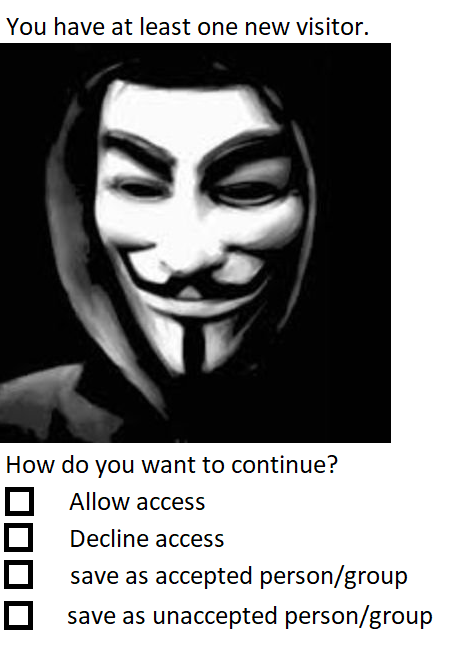 You have at least one new visitor.
How do you want to continue?
Allow access
Decline access
save as accepted person/group
save as unaccepted person/group